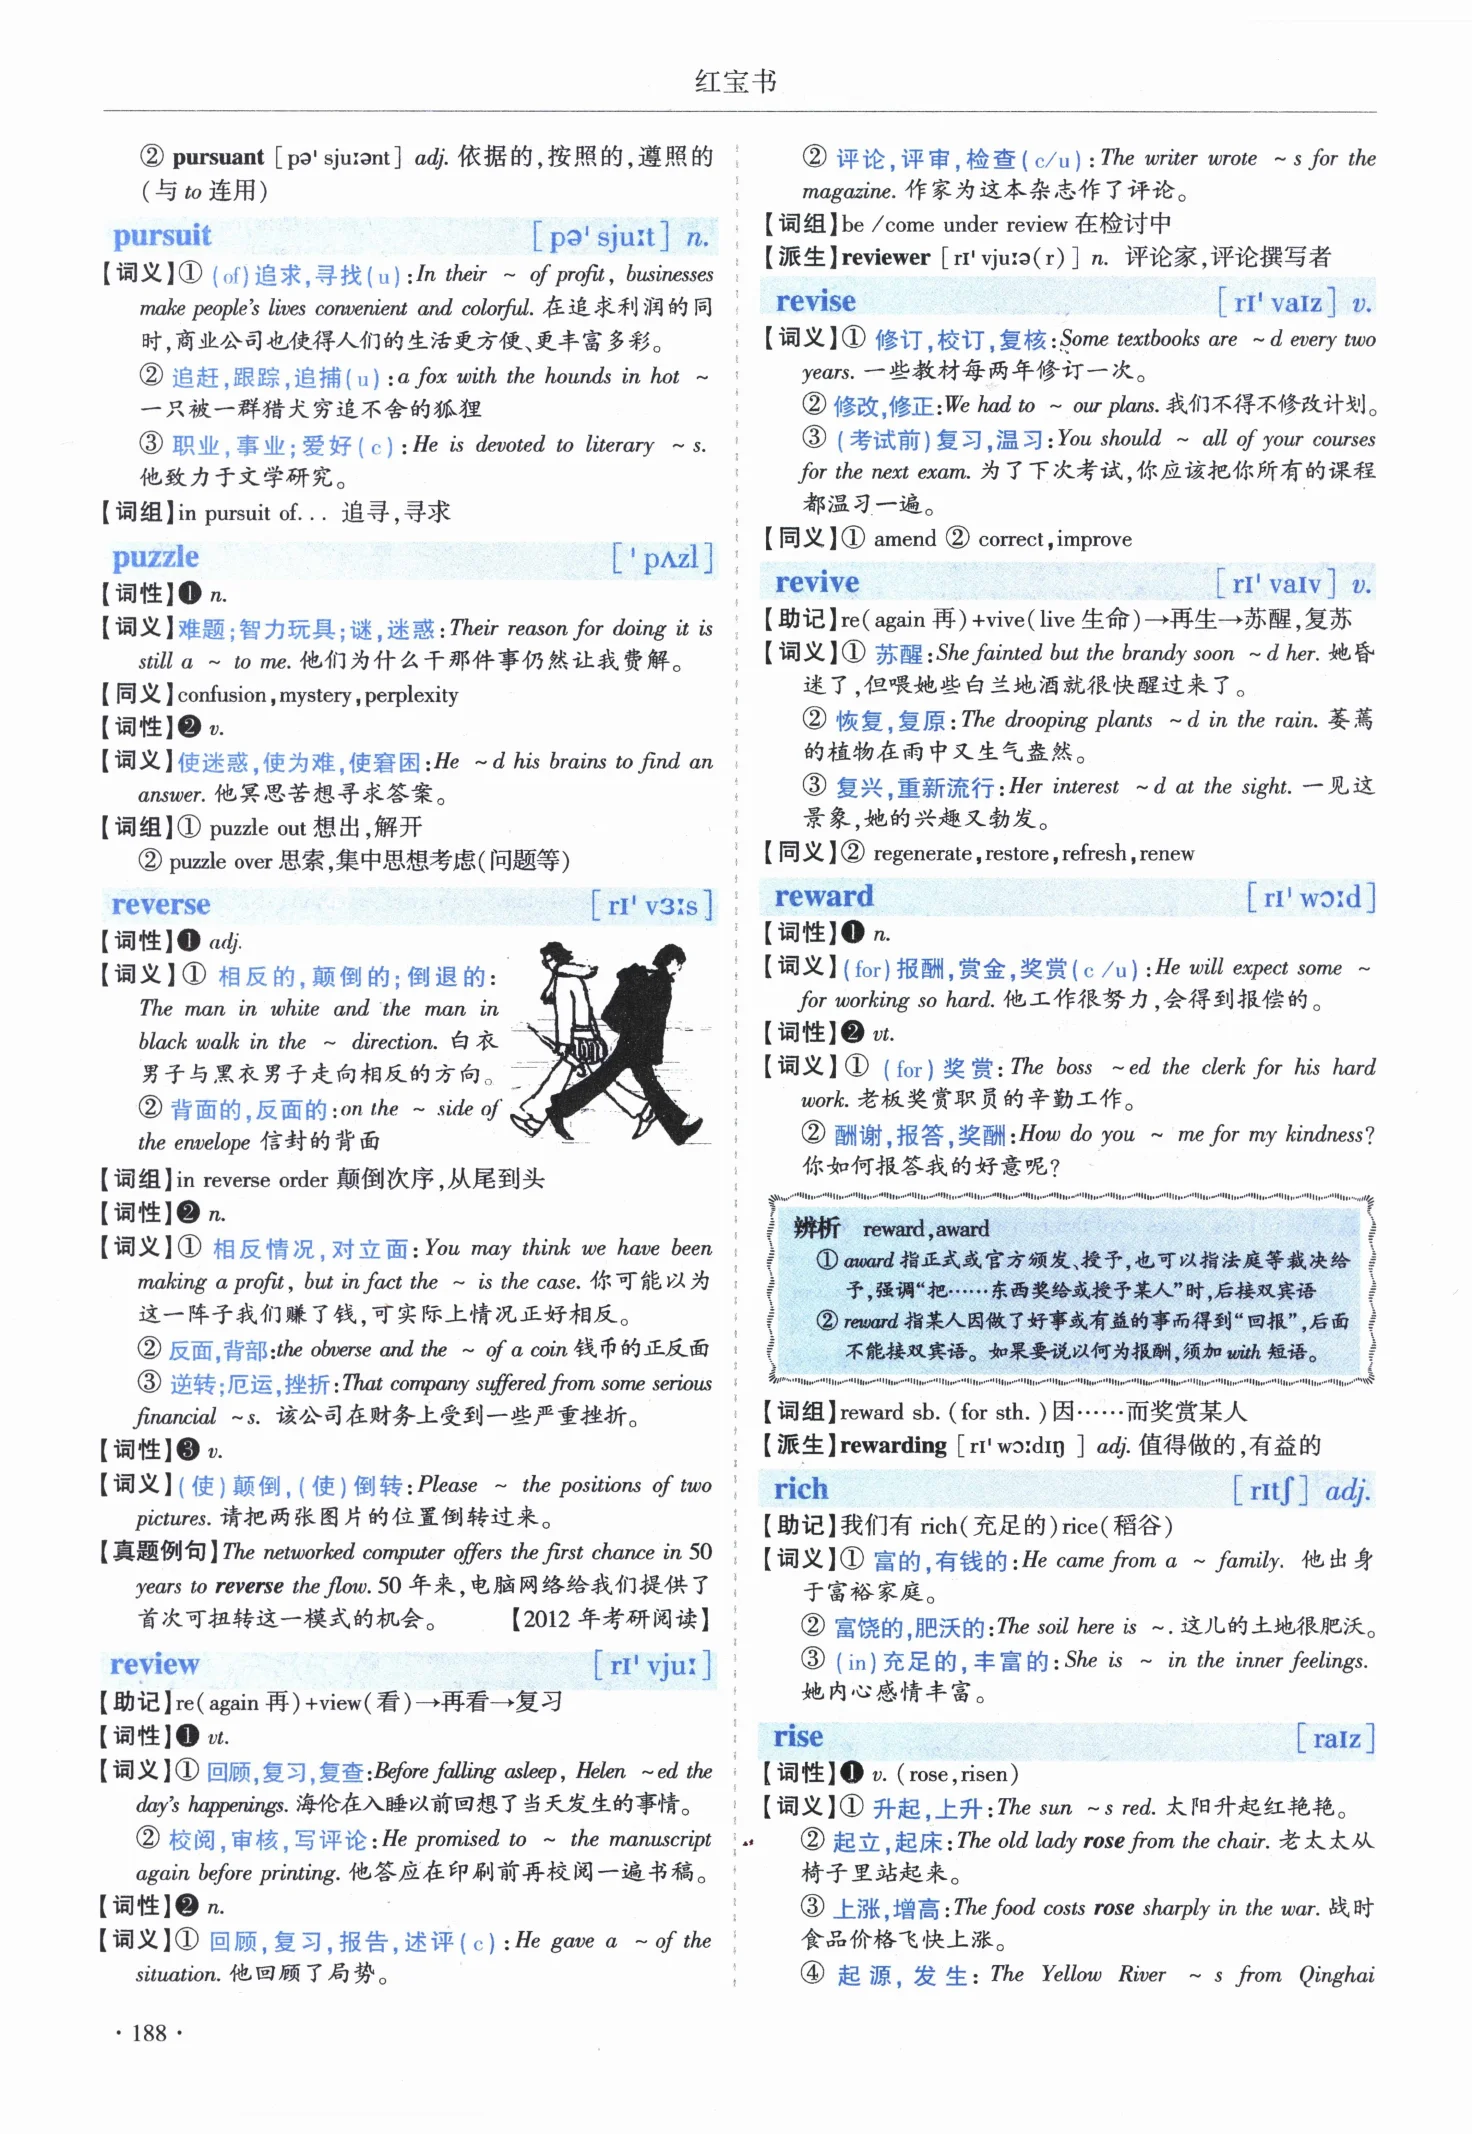 红宝书
② pursuant [pə'sjuːənt] adj. 依据的,按照的,遵照的
(与 to 连用)
pursuit [pə'sjuːt] n.
【词义】① (of)追求,寻找(u):In their ~ of profit, businesses
make people's lives convenient and colorful. 在追求利润的同
时,商业公司也使得人们的生活更方便、更丰富多彩。
② 追赶,跟踪,追捕(u):a fox with the hounds in hot ~
一只被一群猎犬穷追不舍的狐狸
③ 职业,事业;爱好(c):He is devoted to literary ~ s.
他致力于文学研究。
【词组】in pursuit of... 追寻,寻求
puzzle ['pʌzl]
【词性】❶ n.
【词义】难题;智力玩具;谜,迷惑:Their reason for doing it is
still a ~ to me. 他们为什么干那件事仍然让我费解。
【同义】confusion,mystery,perplexity
【词性】❷ v.
【词义】使迷惑,使为难,使窘困:He ~d his brains to find an
answer. 他冥思苦想寻求答案。
【词组】① puzzle out 想出,解开
② puzzle over 思索,集中思想考虑(问题等)
reverse [rɪ'vɜːs]
【词性】❶ adj.
【词义】① 相反的,颠倒的;倒退的:
The man in white and the man in
black walk in the ~ direction. 白衣
男子与黑衣男子走向相反的方向。
② 背面的,反面的:on the ~ side of
the envelope 信封的背面
【词组】in reverse order 颠倒次序,从尾到头
【词性】❷ n.
【词义】① 相反情况,对立面:You may think we have been
making a profit, but in fact the ~ is the case. 你可能以为
这一阵子我们赚了钱,可实际上情况正好相反。
② 反面,背部:the obverse and the ~ of a coin 钱币的正反面
③ 逆转;厄运,挫折:That company suffered from some serious
financial ~s. 该公司在财务上受到一些严重挫折。
【词性】❸ v.
【词义】(使)颠倒,(使)倒转:Please ~ the positions of two
pictures. 请把两张图片的位置倒转过来。
【真题例句】The networked computer offers the first chance in 50
years to reverse the flow. 50 年来,电脑网络给我们提供了
首次可扭转这一模式的机会。 【2012 年考研阅读】
review [rɪ'vjuː]
【助记】re(again 再)+view(看)→再看→复习
【词性】❶ vt.
【词义】① 回顾,复习,复查:Before falling asleep, Helen ~ed the
day's happenings. 海伦在入睡以前回想了当天发生的事情。
② 校阅,审核,写评论:He promised to ~ the manuscript
again before printing. 他答应在印刷前再校阅一遍书稿。
【词性】❷ n.
【词义】① 回顾,复习,报告,述评(c):He gave a ~ of the
situation. 他回顾了局势。
· 188 ·
② 评论,评审,检查(c/u):The writer wrote ~ s for the
magazine. 作家为这本杂志作了评论。
【词组】be /come under review 在检讨中
【派生】reviewer [rɪ'vjuːə(r)] n. 评论家,评论撰写者
revise [rɪ'vaɪz] v.
【词义】① 修订,校订,复核:Some textbooks are ~d every two
years. 一些教材每两年修订一次。
② 修改,修正:We had to ~ our plans. 我们不得不修改计划。
③ (考试前)复习,温习:You should ~ all of your courses
for the next exam. 为了下次考试,你应该把你所有的课程
都温习一遍。
【同义】① amend ② correct,improve
revive [rɪ'vaɪv] v.
【助记】re(again 再)+vive(live 生命)→再生→苏醒,复苏
【词义】① 苏醒:She fainted but the brandy soon ~d her. 她昏
迷了,但喂她些白兰地酒就很快醒过来了。
② 恢复,复原:The drooping plants ~d in the rain. 萎蔫
的植物在雨中又生气盎然。
③ 复兴,重新流行:Her interest ~d at the sight. 一见这
景象,她的兴趣又勃发。
【同义】② regenerate,restore,refresh,renew
reward [rɪ'wɔːd]
【词性】❶ n.
【词义】(for)报酬,赏金,奖赏(c /u):He will expect some ~
for working so hard. 他工作很努力,会得到报偿的。
【词性】❷ vt.
【词义】① (for)奖赏:The boss ~ed the clerk for his hard
work. 老板奖赏职员的辛勤工作。
② 酬谢,报答,奖酬:How do you ~ me for my kindness?
你如何报答我的好意呢?
辨析 reward,award
① award 指正式或官方颁发、授予,也可以指法庭等裁决给
予,强调“把……东西奖给或授予某人”时,后接双宾语
② reward 指某人因做了好事或有益的事而得到“回报”,后面
不能接双宾语。如果要说以何为报酬,须加 with 短语。
【词组】reward sb. (for sth.)因……而奖赏某人
【派生】rewarding [rɪ'wɔːdɪŋ ] adj. 值得做的,有益的
rich [rɪtʃ] adj.
【助记】我们有 rich(充足的)rice(稻谷)
【词义】① 富的,有钱的:He came from a ~ family. 他出身
于富裕家庭。
② 富饶的,肥沃的:The soil here is ~. 这儿的土地很肥沃。
③ (in)充足的,丰富的:She is ~ in the inner feelings.
她内心感情丰富。
rise [raɪz]
【词性】❶ v. (rose,risen)
【词义】① 升起,上升:The sun ~s red. 太阳升起红艳艳。
② 起立,起床:The old lady rose from the chair. 老太太从
椅子里站起来。
③ 上涨,增高:The food costs rose sharply in the war. 战时
食品价格飞快上涨。
④ 起源,发生:The Yellow River ~ s from Qinghai